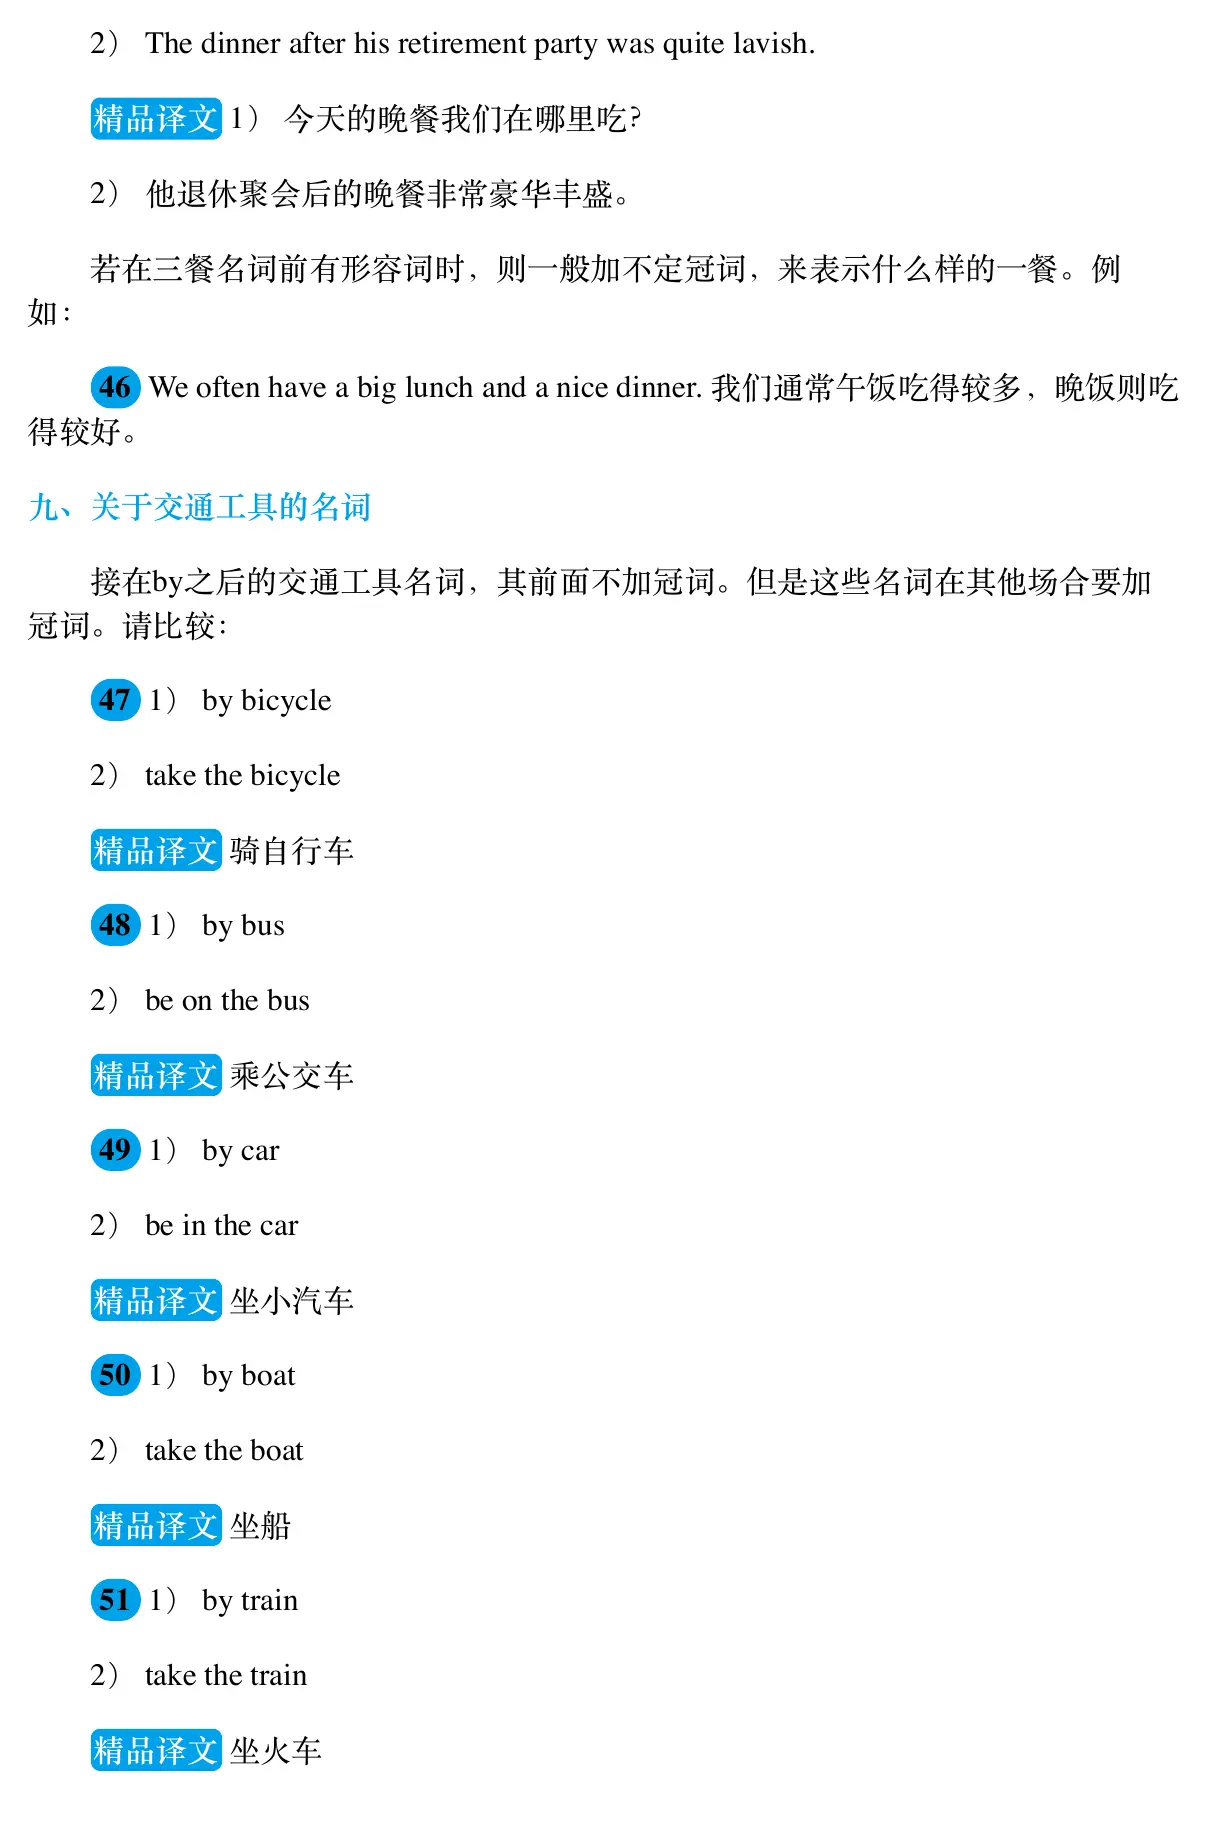 2） The dinner after his retirement party was quite lavish.
精品译文 1） 今天的晚餐我们在哪里吃？
2） 他退休聚会后的晚餐非常豪华丰盛。
若在三餐名词前有形容词时，则一般加不定冠词，来表示什么样的一餐。例
如：
46 We often have a big lunch and a nice dinner. 我们通常午饭吃得较多，晚饭则吃
得较好。
九、关于交通工具的名词
接在by之后的交通工具名词，其前面不加冠词。但是这些名词在其他场合要加
冠词。请比较：
47 1） by bicycle
2） take the bicycle
精品译文 骑自行车
48 1） by bus
2） be on the bus
精品译文 乘公交车
49 1） by car
2） be in the car
精品译文 坐小汽车
50 1） by boat
2） take the boat
精品译文 坐船
51 1） by train
2） take the train
精品译文 坐火车